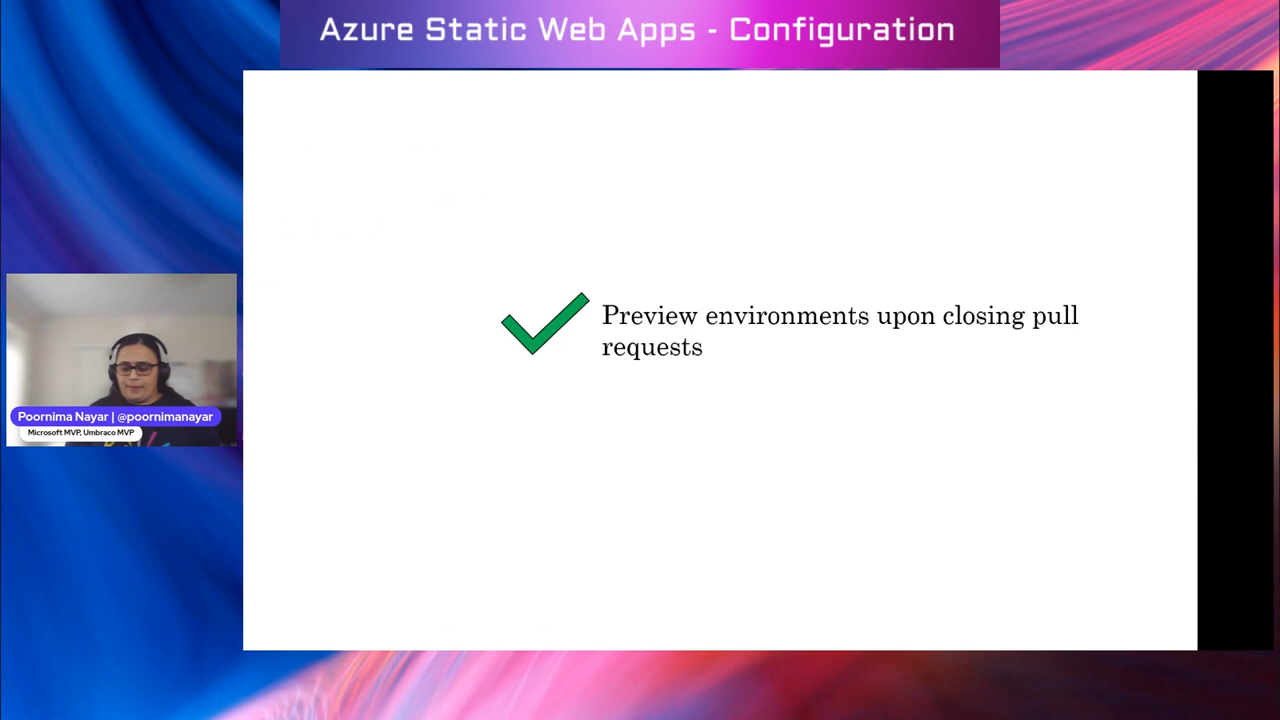 Azure Static Web Apps - Configuration
Preview environments upon closing pull
requests
Poornima Nayar | @poornimanayar
Microsoft MVP, Umbraco MVP